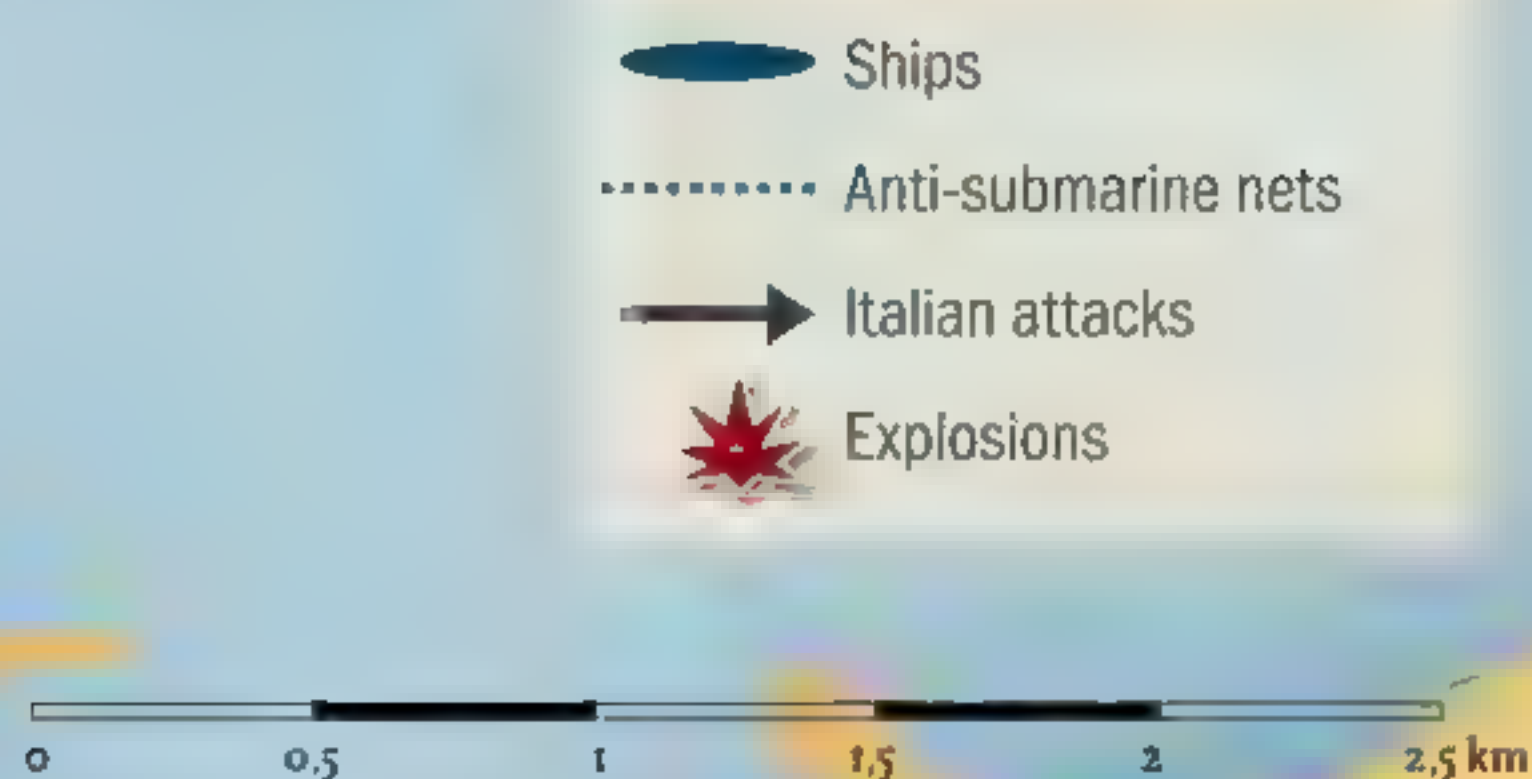 Ships
Anti-submarine nets
Italian attacks
Explosions
0 0,5 1 1,5 2 2,5 km